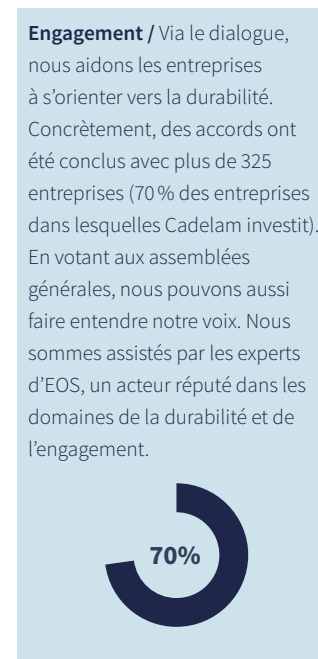 Engagement / Via le dialogue,
nous aidons les entreprises
à s’orienter vers la durabilité.
Concrètement, des accords ont
été conclus avec plus de 325
entreprises (70 % des entreprises
dans lesquelles Cadelam investit).
En votant aux assemblées
générales, nous pouvons aussi
faire entendre notre voix. Nous
sommes assistés par les experts
d’EOS, un acteur réputé dans les
domaines de la durabilité et de
l’engagement.
70%